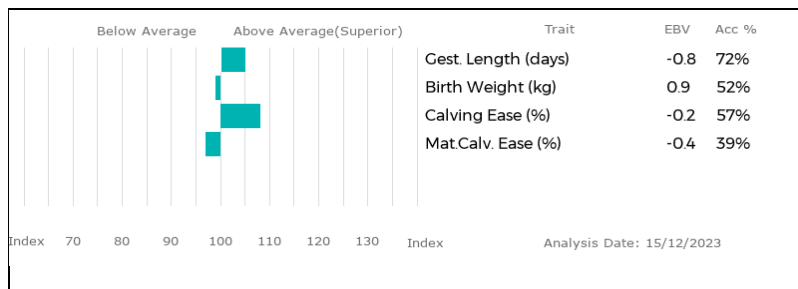 Below Average Above Average(Superior) Trait EBV Acc %
Gest. Length (days) -0.8 72%
Birth Weight (kg) 0.9 52%
Calving Ease (%) -0.2 57%
Mat.Calv. Ease (%) -0.4 39%
Index 70 80 90 100 110 120 130 Index Analysis Date: 15/12/2023